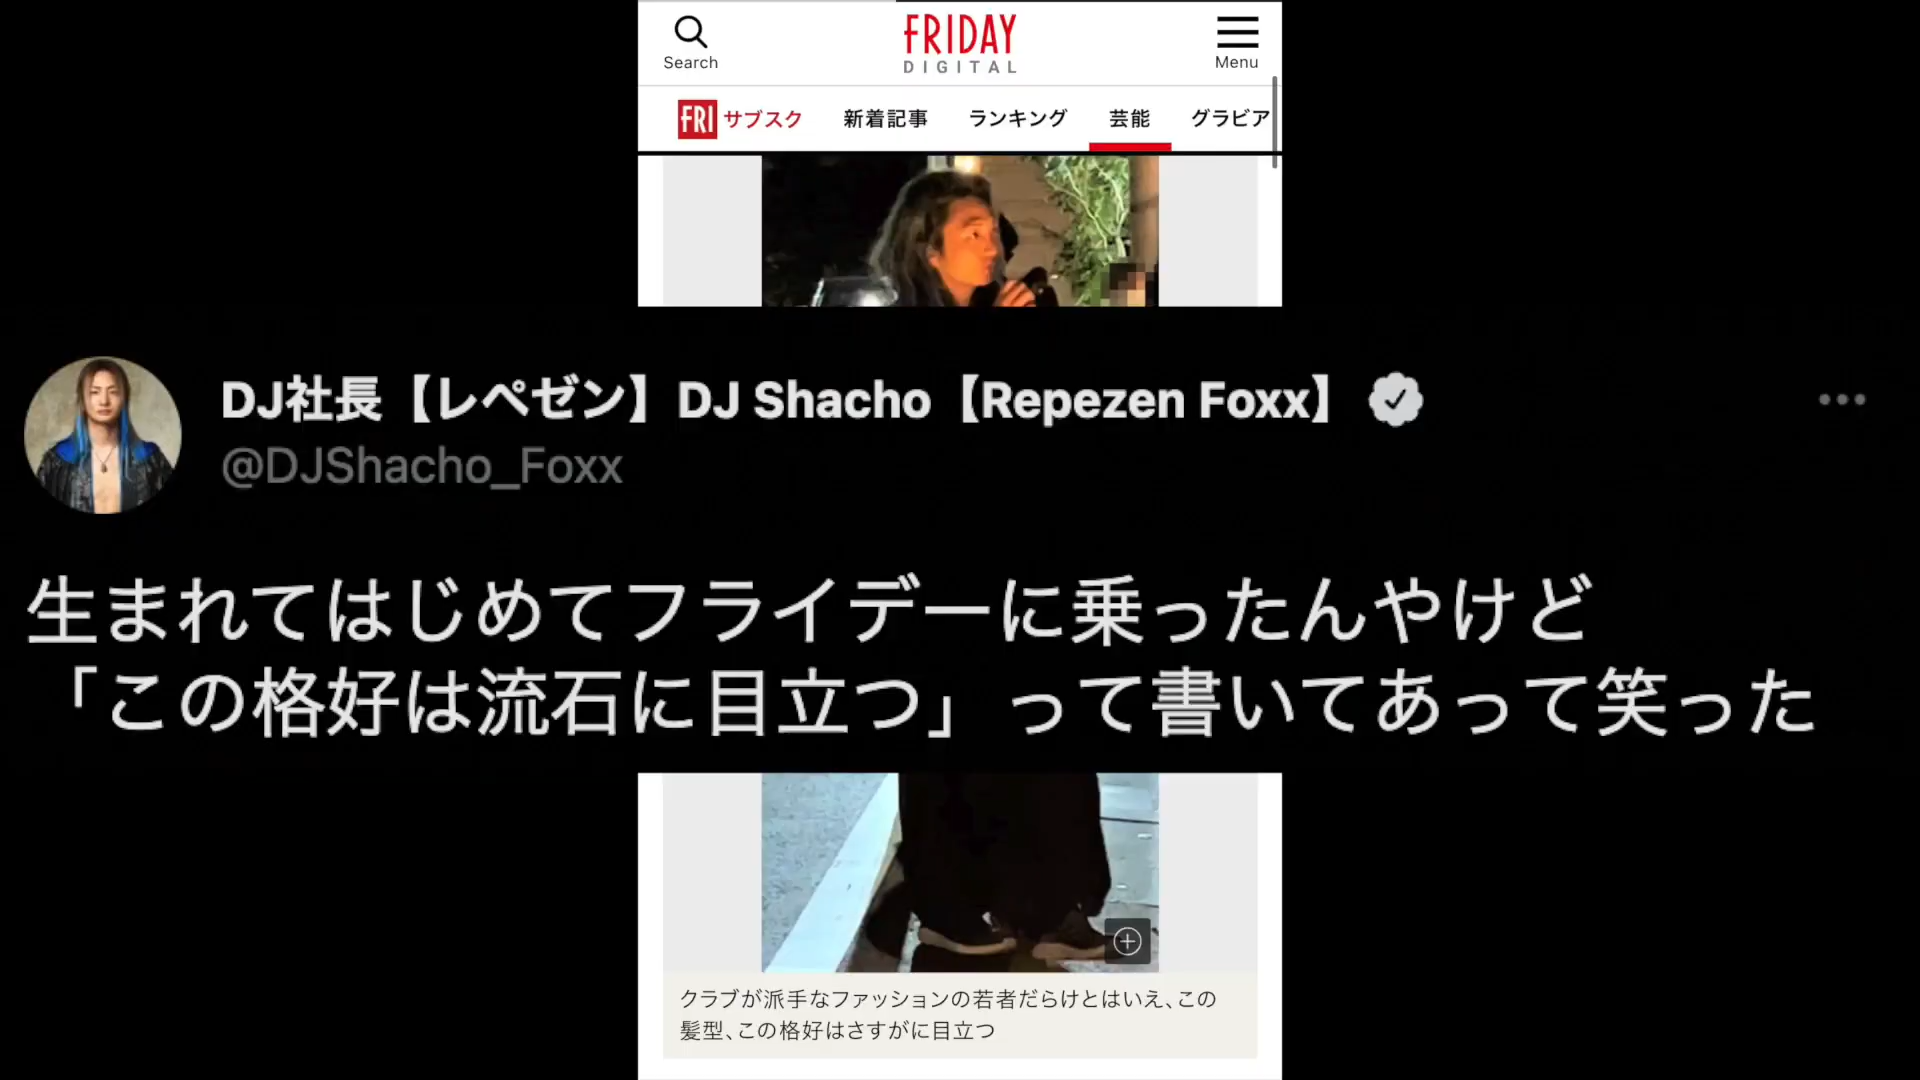 Search
FRIDAY
DIGITAL
Menu
FRI サブスク
新着記事
ランキング
芸能
グラビア
DJ社長【レペゼン】DJ Shacho【Repezen Foxx】
@DJShacho_Foxx
生まれてはじめてフライデーに乗ったんやけど
「この格好は流石に目立つ」って書いてあって笑った
クラブが派手なファッションの若者だらけとはいえ、この
髪型、この格好はさすがに目立つ